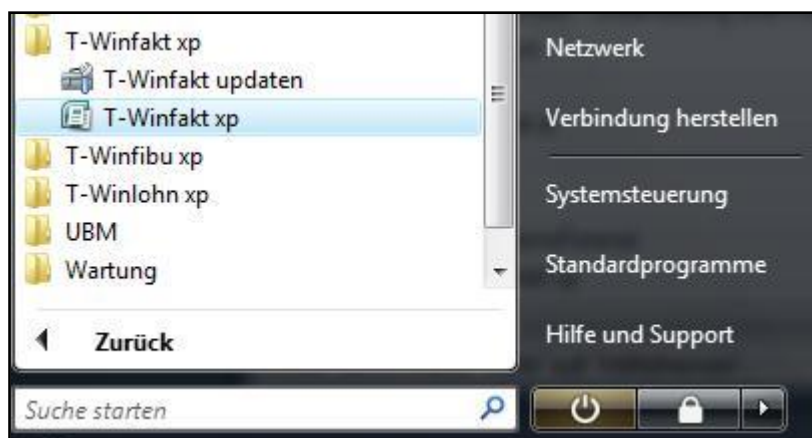 T-Winfakt xp
T-Winfakt updaten
T-Winfakt xp
T-Winfibu xp
T-Winlohn xp
UBM
Wartung
Zurück
Suche starten
Netzwerk
Verbindung herstellen
Systemsteuerung
Standardprogramme
Hilfe und Support